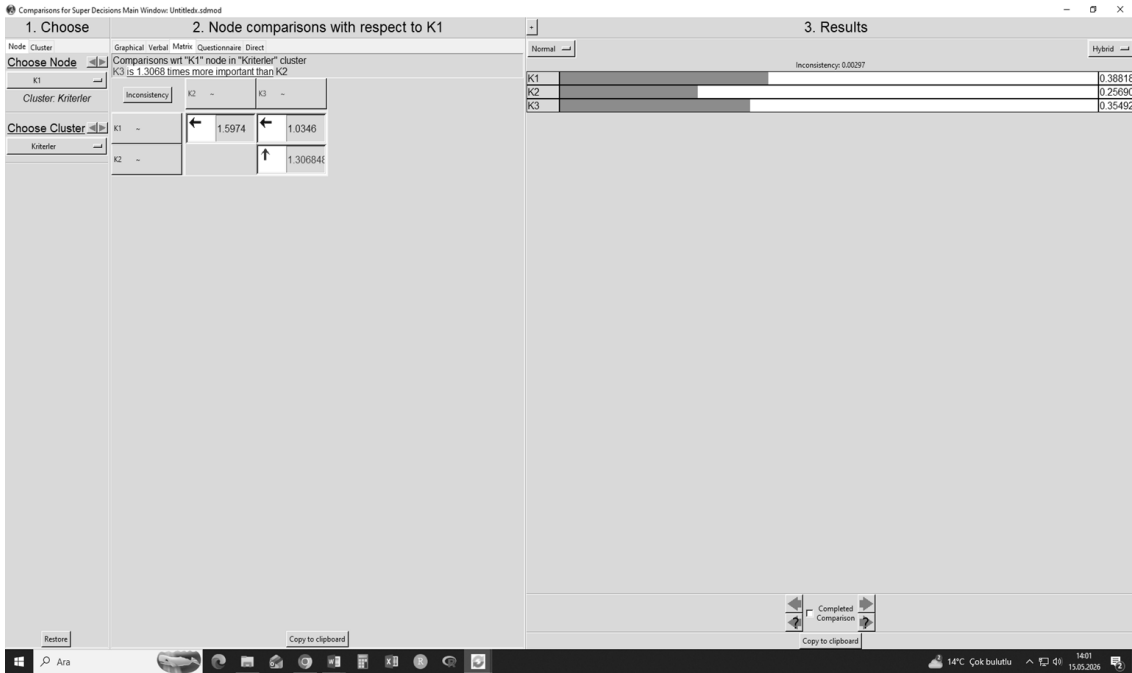 Comparisons for Super Decisions Main Window: Untitledx.sdmod
1. Choose
2. Node comparisons with respect to K1
+
3. Results
Node Cluster
Graphical Verbal Matrix Questionnaire Direct
Normal
Hybrid
Choose Node
Comparisons wrt "K1" node in "Kriterler" cluster
K3 is 1.3068 times more important than K2
Inconsistency: 0.00297
K1
Cluster: Kriterler
Inconsistency
K2 ~
K3 ~
K1 0.38818
K2 0.25690
K3 0.35492
Choose Cluster
Kriterler
K1 ~ ← 1.5974 ← 1.0346
K2 ~ ↑ 1.306848
Completed
Comparison
Restore
Copy to clipboard
Copy to clipboard
Ara
14°C Çok bulutlu
14:01
15.05.2026
2